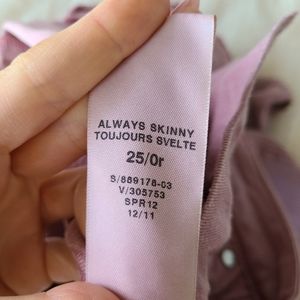 ALWAYS SKINNY
TOUJOURS SVELTE
25/0r
S/889178-03
V/305753
SPR12
12/11